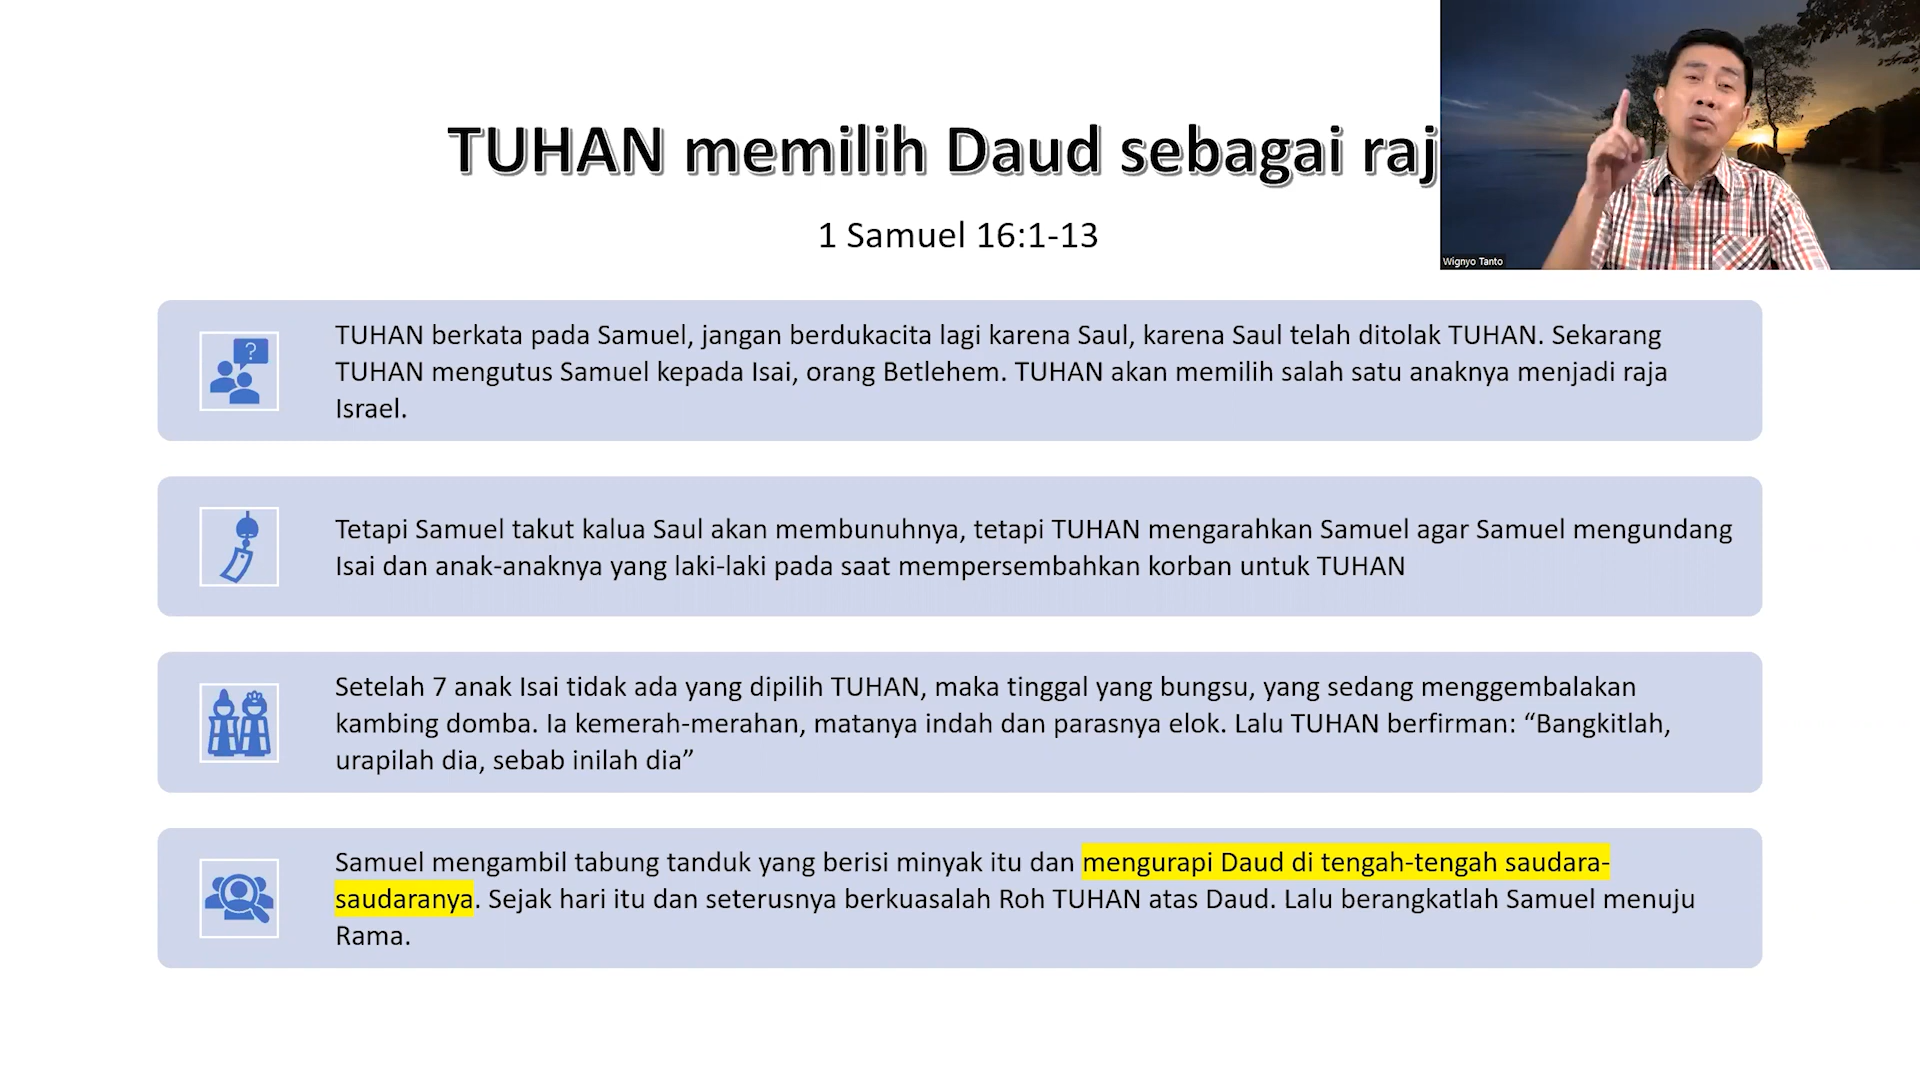 TUHAN memilih Daud sebagai raj
1 Samuel 16:1-13
Wignyo Tanto
TUHAN berkata pada Samuel, jangan berdukacita lagi karena Saul, karena Saul telah ditolak TUHAN. Sekarang
TUHAN mengutus Samuel kepada Isai, orang Betlehem. TUHAN akan memilih salah satu anaknya menjadi raja
Israel.
Tetapi Samuel takut kalua Saul akan membunuhnya, tetapi TUHAN mengarahkan Samuel agar Samuel mengundang
Isai dan anak-anaknya yang laki-laki pada saat mempersembahkan korban untuk TUHAN
Setelah 7 anak Isai tidak ada yang dipilih TUHAN, maka tinggal yang bungsu, yang sedang menggembalakan
kambing domba. Ia kemerah-merahan, matanya indah dan parasnya elok. Lalu TUHAN berfirman: “Bangkitlah,
urapilah dia, sebab inilah dia”
Samuel mengambil tabung tanduk yang berisi minyak itu dan mengurapi Daud di tengah-tengah saudara-
saudaranya. Sejak hari itu dan seterusnya berkuasalah Roh TUHAN atas Daud. Lalu berangkatlah Samuel menuju
Rama.